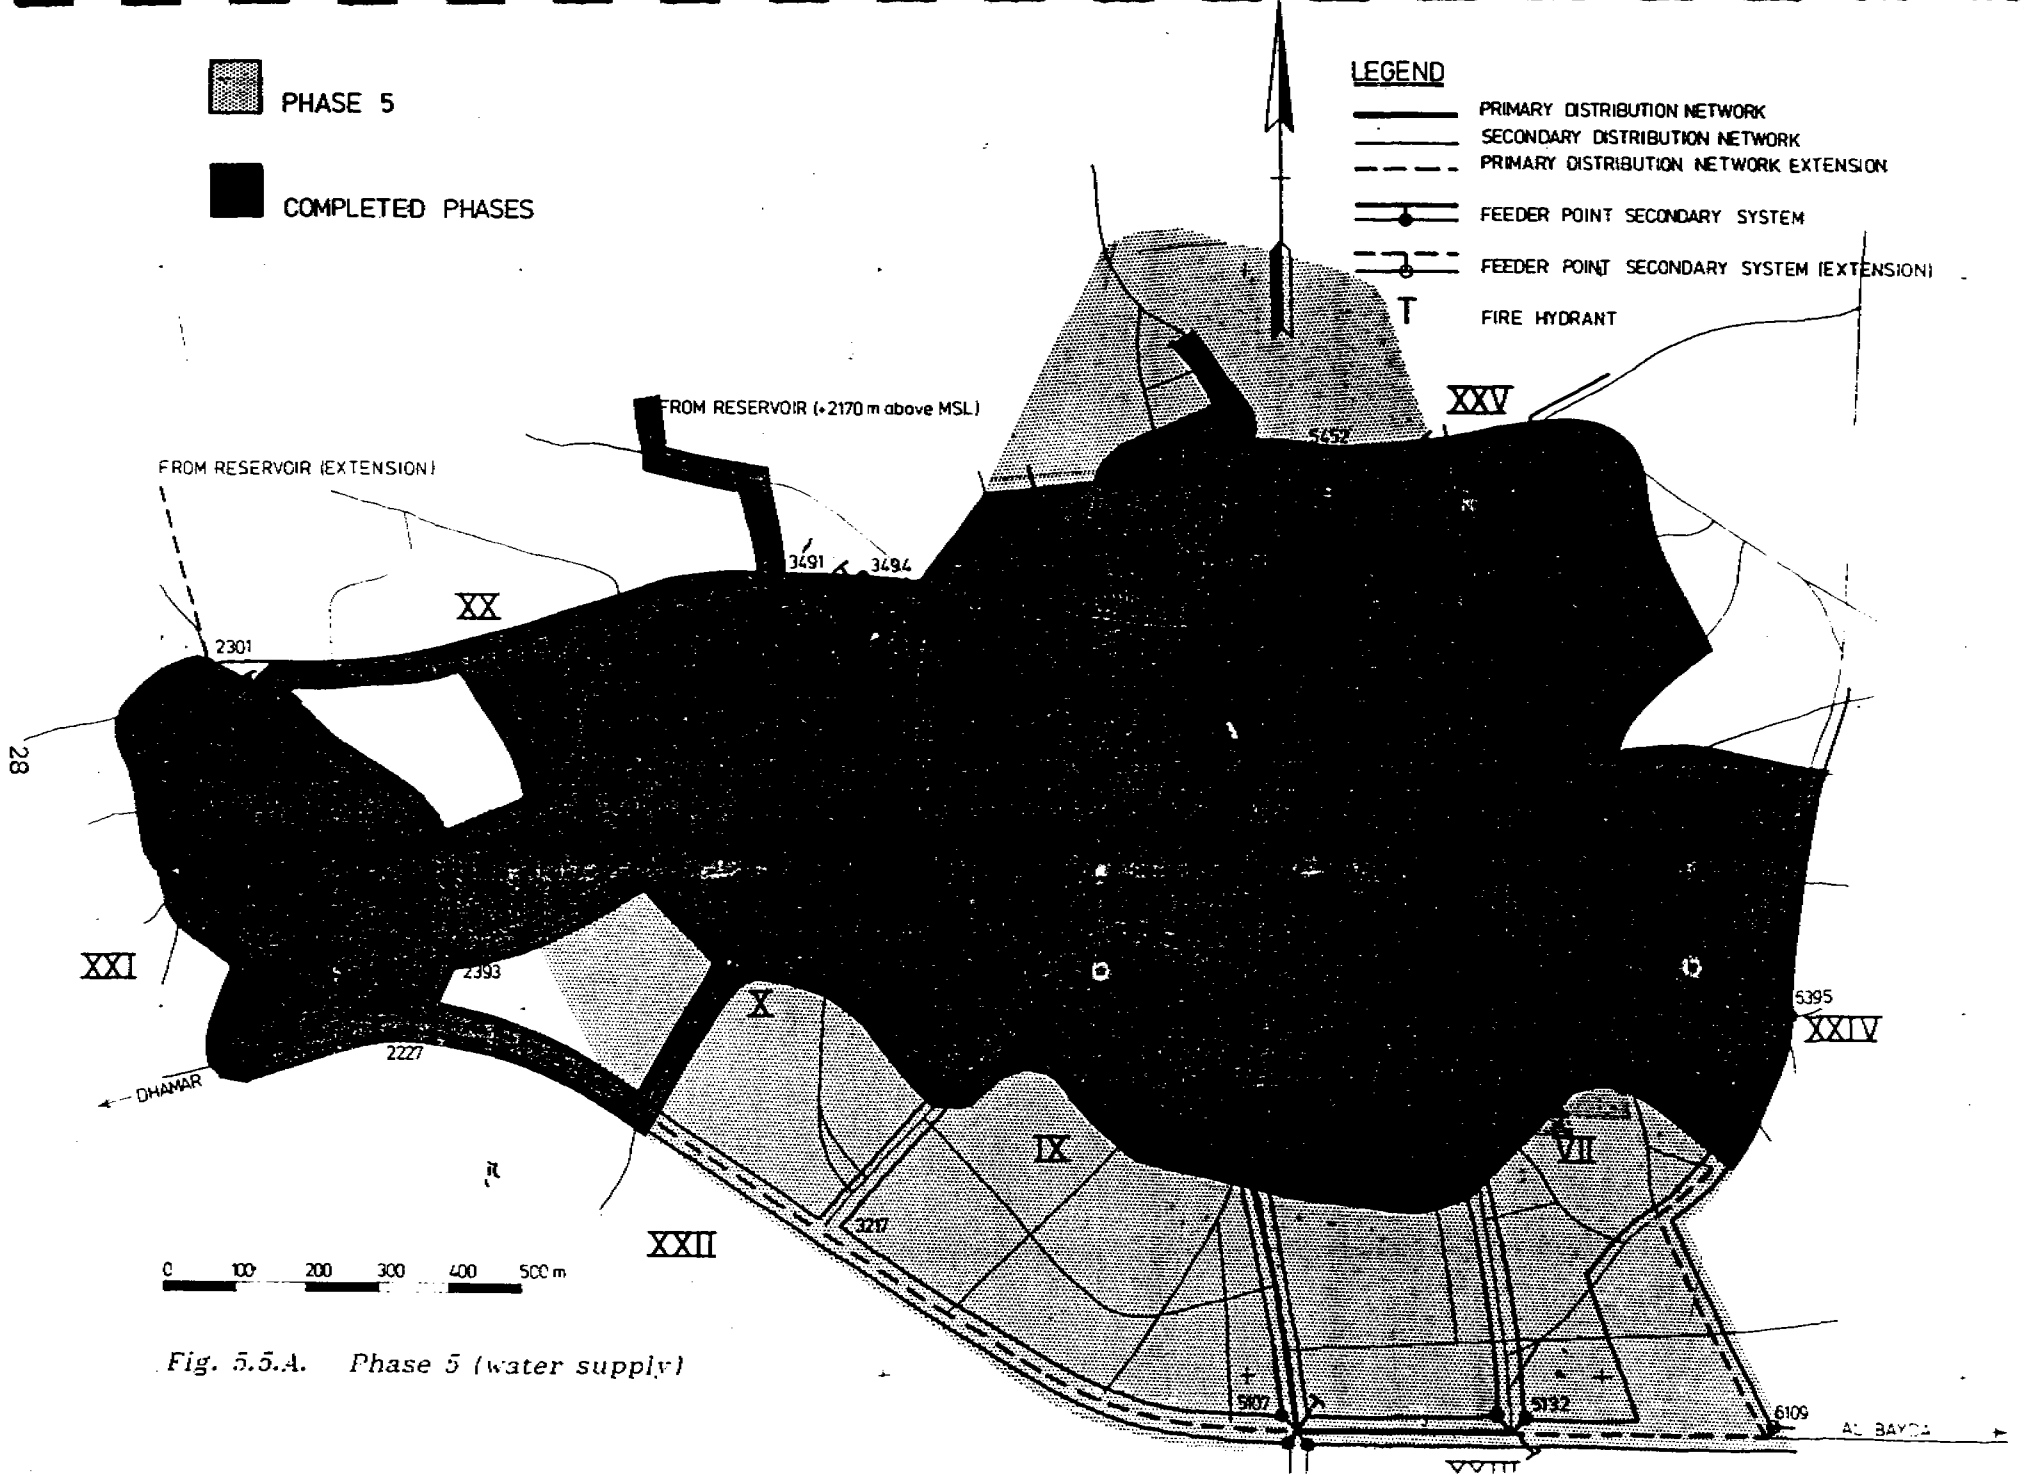 PHASE 5
COMPLETED PHASES
LEGEND
PRIMARY DISTRIBUTION NETWORK
SECONDARY DISTRIBUTION NETWORK
PRIMARY DISTRIBUTION NETWORK EXTENSION
FEEDER POINT SECONDARY SYSTEM
FEEDER POINT SECONDARY SYSTEM (EXTENSION)
T FIRE HYDRANT
XXV
FROM RESERVOIR (+2170 m above MSL)
5452
FROM RESERVOIR (EXTENSION)
3491
3494
XX
2301
28
XXI
2393
X
5395
XXIV
2227
DHAMAR
IX
VII
3217
XXII
0 100 200 300 400 500 m
Fig. 5.5.A. Phase 5 (water supply)
5107
5132
6109
AL BAYDA
XXIII